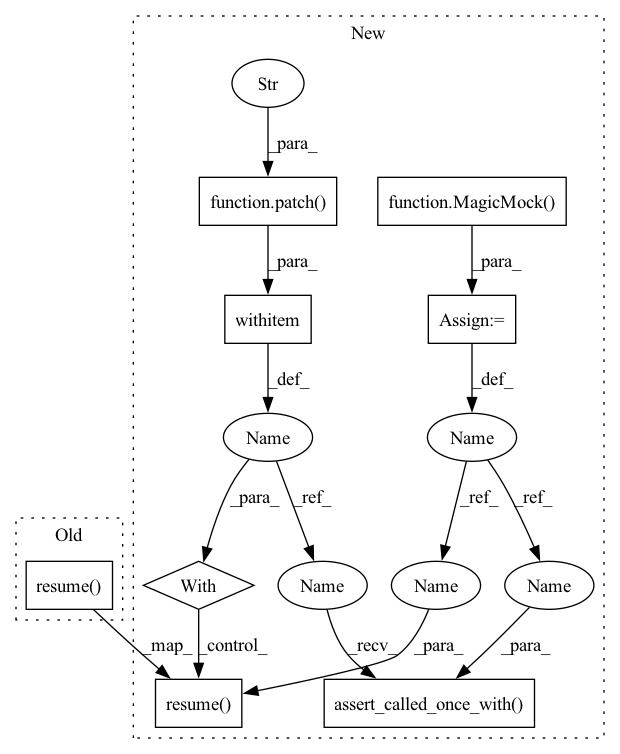 New
Str
_para_
function.patch()
function.MagicMock()
_para_
_para_
withitem
Assign:=
_def_
_def_
Name
Name
_para_
_ref_
_ref_
_ref_
Old
resume()
With
Name
Name
Name
_map_
_control_
_recv_
_para_
_para_
resume()
assert_called_once_with()